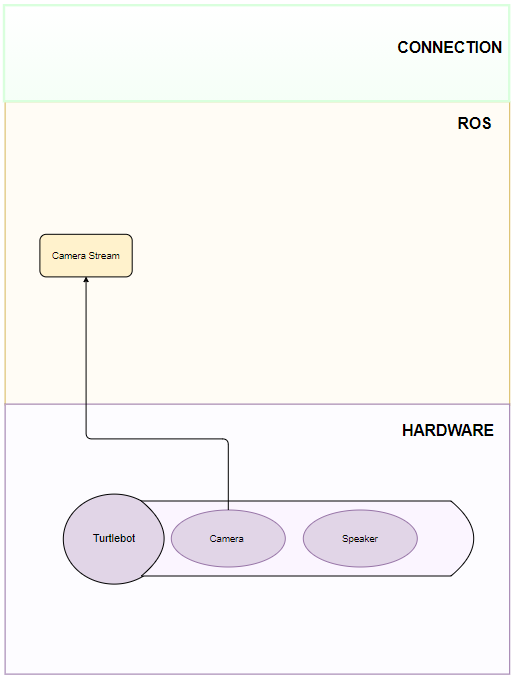 CONNECTION
ROS
Camera Stream
HARDWARE
Turtlebot
Camera
Speaker